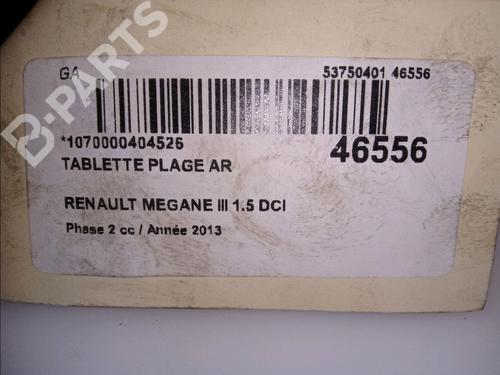 B-PARTS
GA
53750401 46556
*1070000404526
46556
TABLETTE PLAGE AR
RENAULT MEGANE III 1.5 DCI
Phase 2 cc / Année 2013